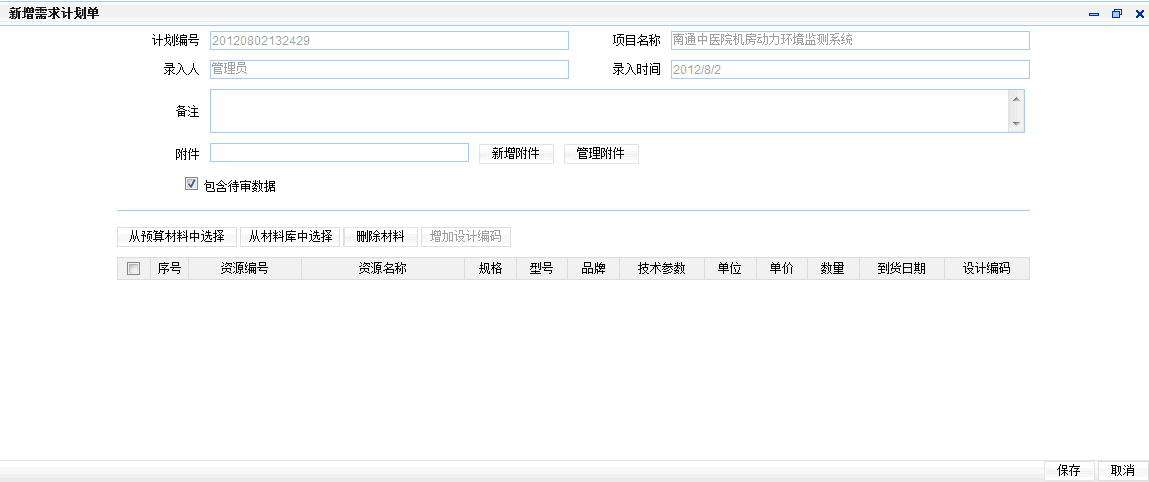 新增需求计划单
计划编号 20120802132429 项目名称 南通中医院机房动力环境监测系统
录入人 管理员 录入时间 2012/8/2
备注
附件 新增附件 管理附件
包含待审数据
从预算材料中选择 从材料库中选择 删除材料 增加设计编码
序号 资源编号 资源名称 规格 型号 品牌 技术参数 单位 单价 数量 到货日期 设计编码
保存 取消